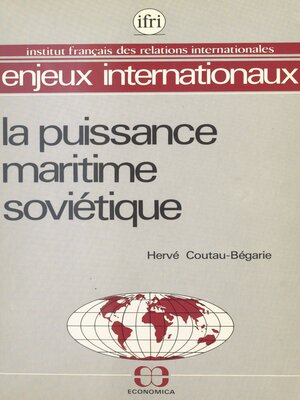 ifri
institut français des relations internationales
enjeux internationaux
la puissance
maritime
soviétique
Hervé Coutau-Bégarie
ECONOMICA